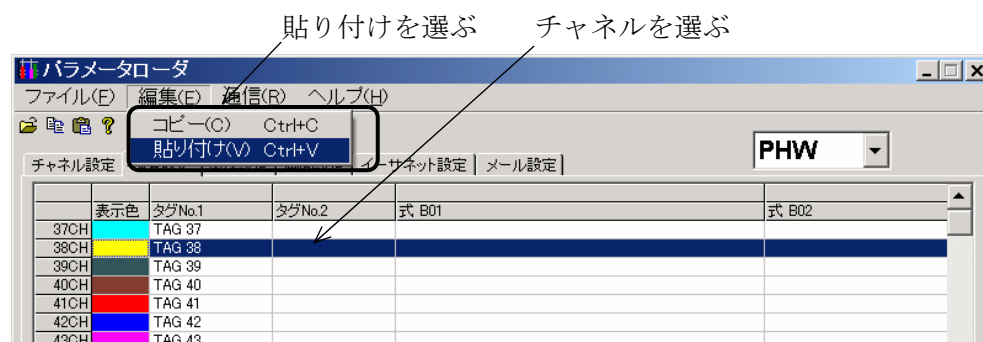 貼り付けを選ぶ チャネルを選ぶ
パラメータローダ
ファイル(F) 編集(E) 通信(R) ヘルプ(H)
コピー(C) Ctrl+C
貼り付け(V) Ctrl+V
PHW
チャネル設定 イーサネット設定 メール設定
表示色 タグNo.1 タグNo.2 式 B01 式 B02
37CH TAG 37
38CH TAG 38
39CH TAG 39
40CH TAG 40
41CH TAG 41
42CH TAG 42
43CH TAG 43